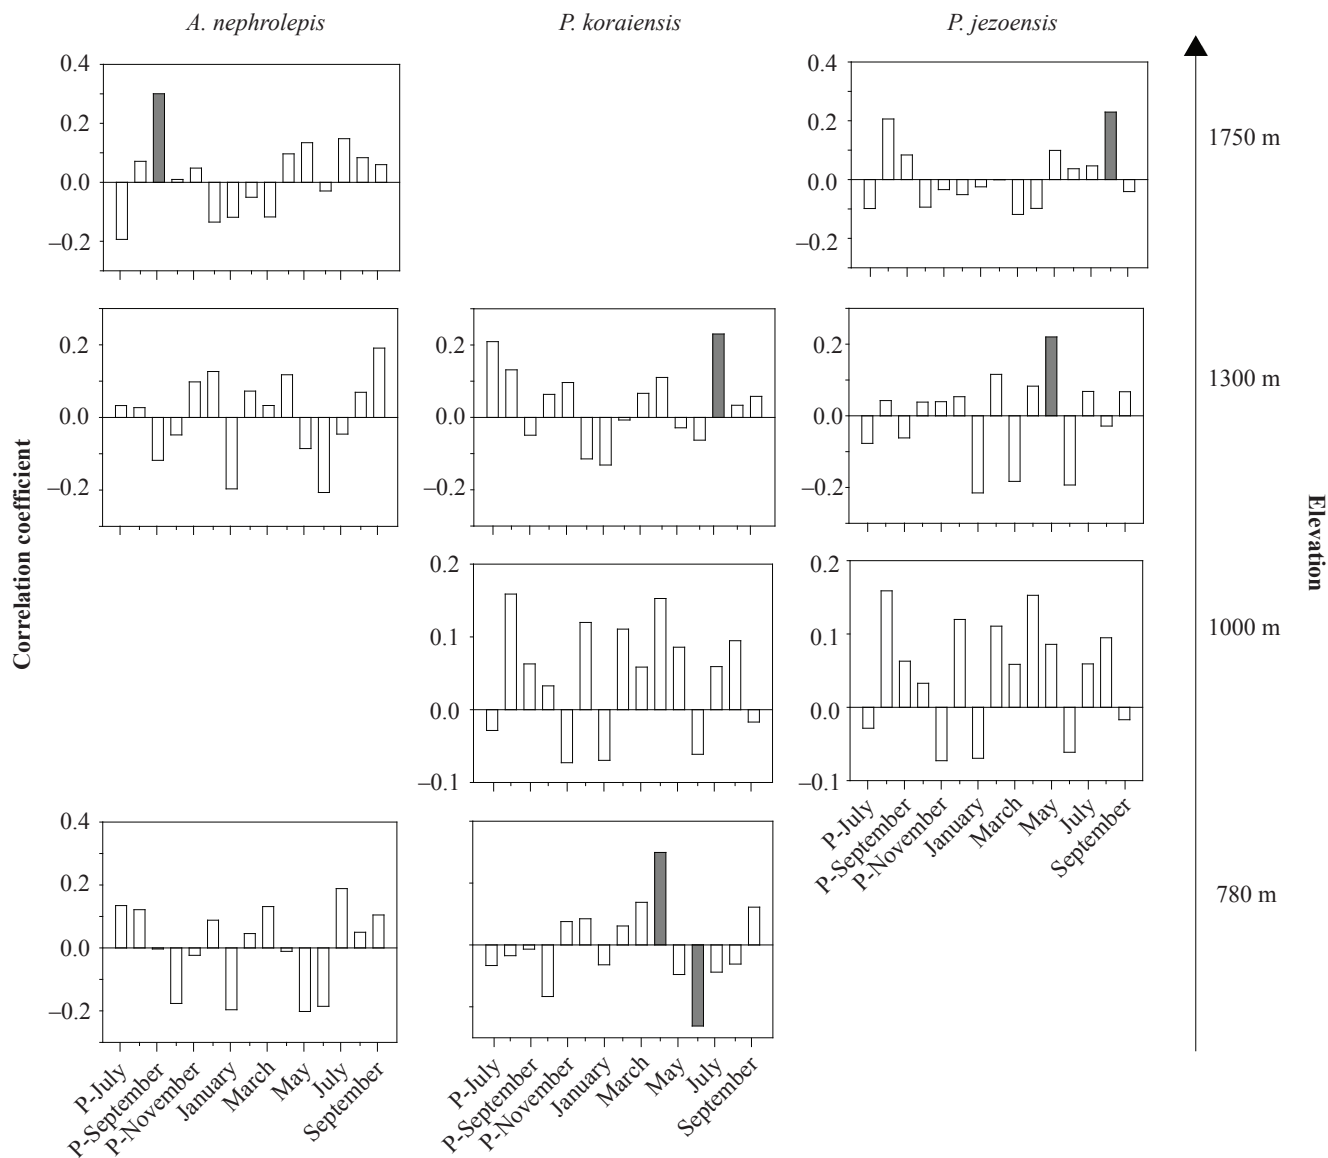 A. nephrolepis
P. koraiensis
P. jezoensis
0.4
0.2
0.0
–0.2
0.4
0.2
0.0
–0.2
1750 m
0.2
0.0
–0.2
0.2
0.0
–0.2
0.2
0.0
–0.2
1300 m
Correlation coefficient
Elevation
0.2
0.1
0.0
–0.1
0.2
0.1
0.0
–0.1
1000 m
P-July
P-September
P-November
January
March
May
July
September
0.4
0.2
0.0
–0.2
780 m
P-July
P-September
P-November
January
March
May
July
September
P-July
P-September
P-November
January
March
May
July
September